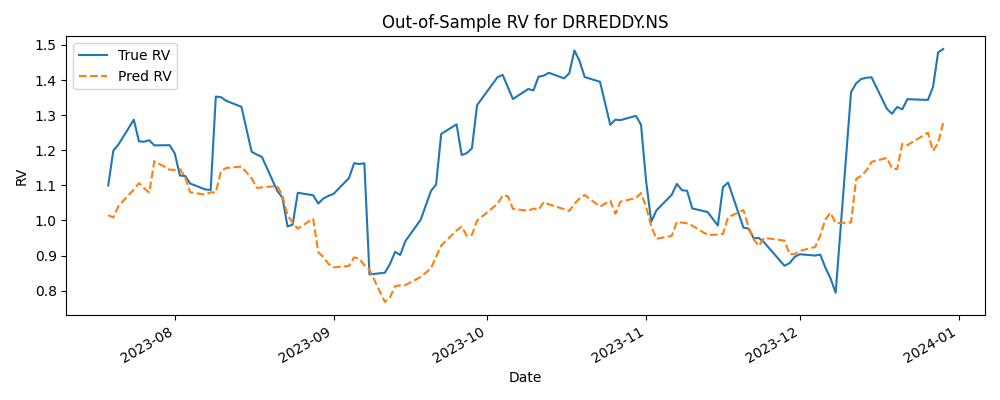 Out-of-Sample RV for DRREDDY.NS
True RV
Pred RV
1.5
1.4
1.3
1.2
1.1
1.0
0.9
0.8
RV
2023-08
2023-09
2023-10
2023-11
2023-12
2024-01
Date